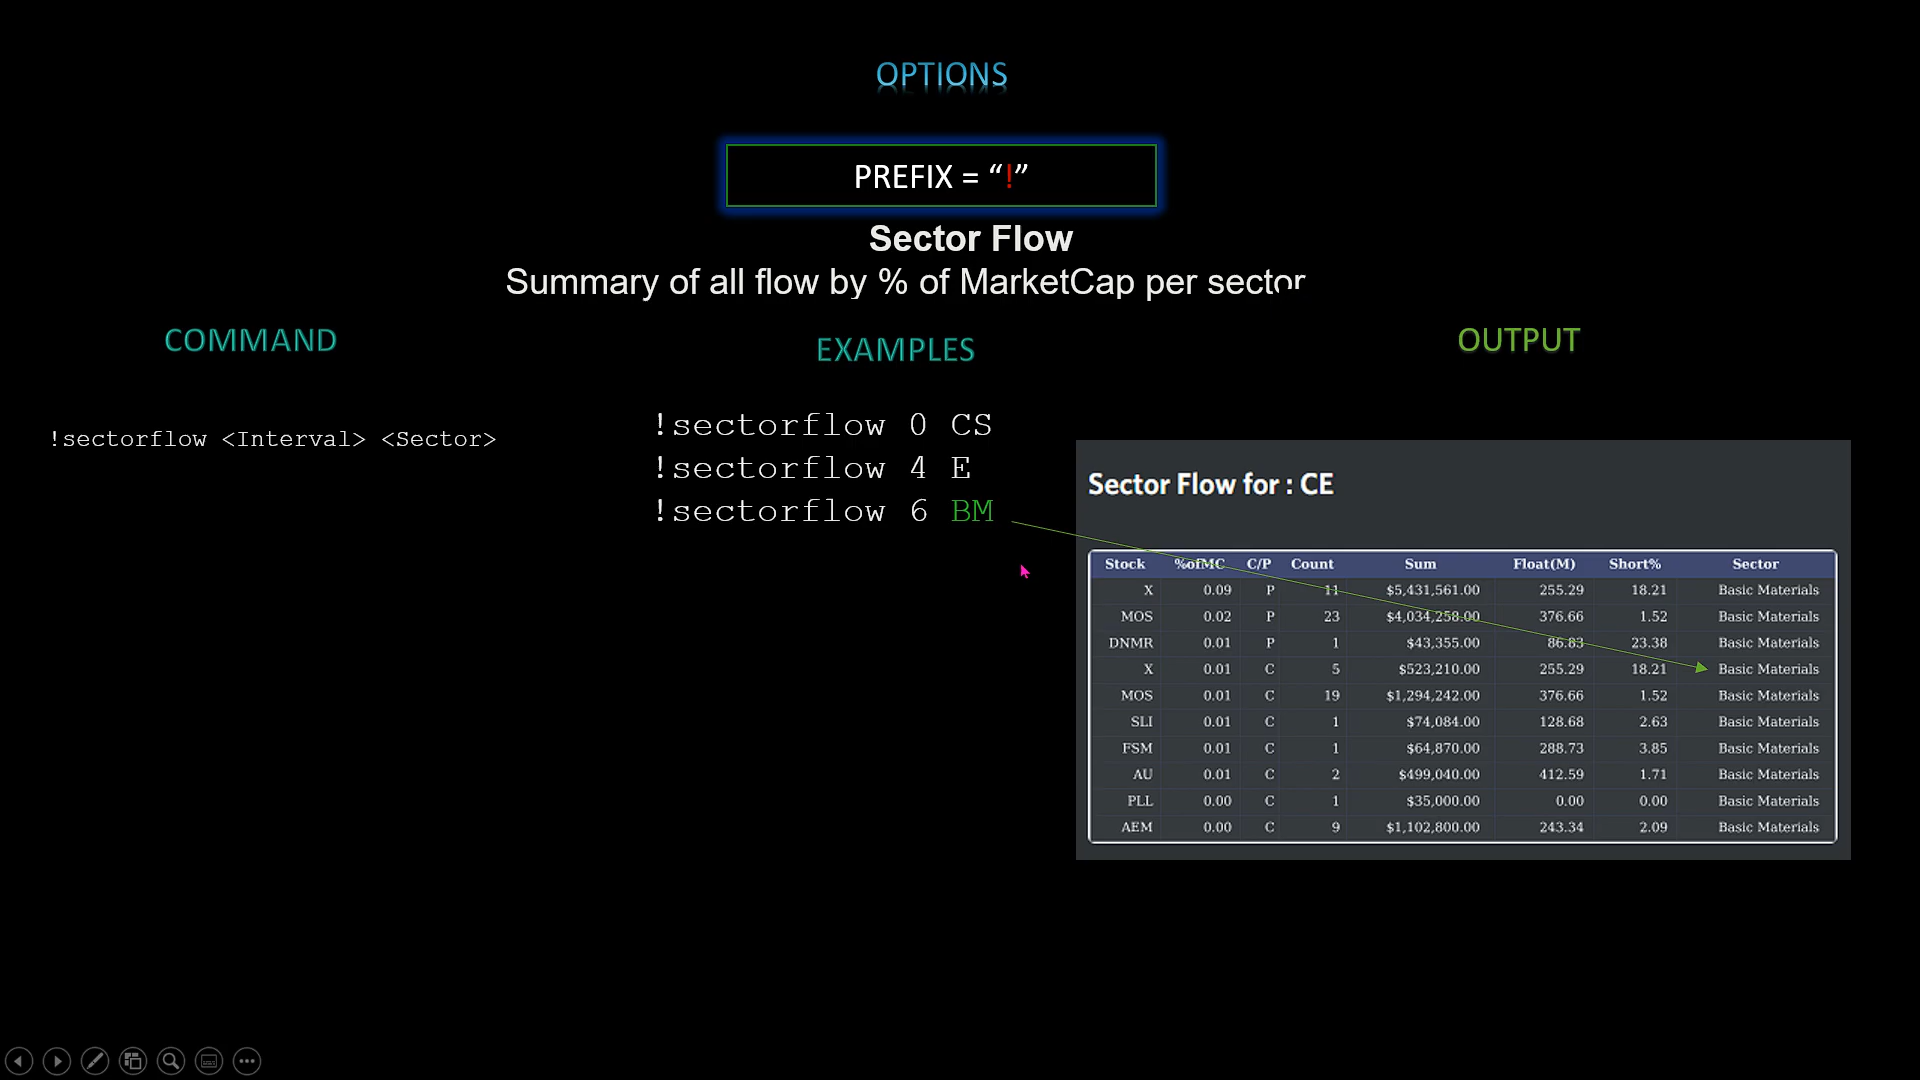 OPTIONS
PREFIX = “!”
Sector Flow
Summary of all flow by % of MarketCap per sector
COMMAND
EXAMPLES
OUTPUT
!sectorflow <Interval> <Sector>
!sectorflow 0 CS
!sectorflow 4 E
!sectorflow 6 BM
Sector Flow for : CE
Stock %ofMC C/P Count Sum Float(M) Short% Sector
X 0.09 P 11 $5,431,561.00 255.29 18.21 Basic Materials
MOS 0.02 P 23 $4,034,258.00 376.66 1.52 Basic Materials
DNMR 0.01 P 1 $43,355.00 86.83 23.38 Basic Materials
X 0.01 C 5 $523,210.00 255.29 18.21 Basic Materials
MOS 0.01 C 19 $1,294,242.00 376.66 1.52 Basic Materials
SLI 0.01 C 1 $74,084.00 128.68 2.63 Basic Materials
FSM 0.01 C 1 $64,870.00 288.73 3.85 Basic Materials
AU 0.01 C 2 $499,040.00 412.59 1.71 Basic Materials
PLL 0.00 C 1 $35,000.00 0.00 0.00 Basic Materials
AEM 0.00 C 9 $1,102,800.00 243.34 2.09 Basic Materials